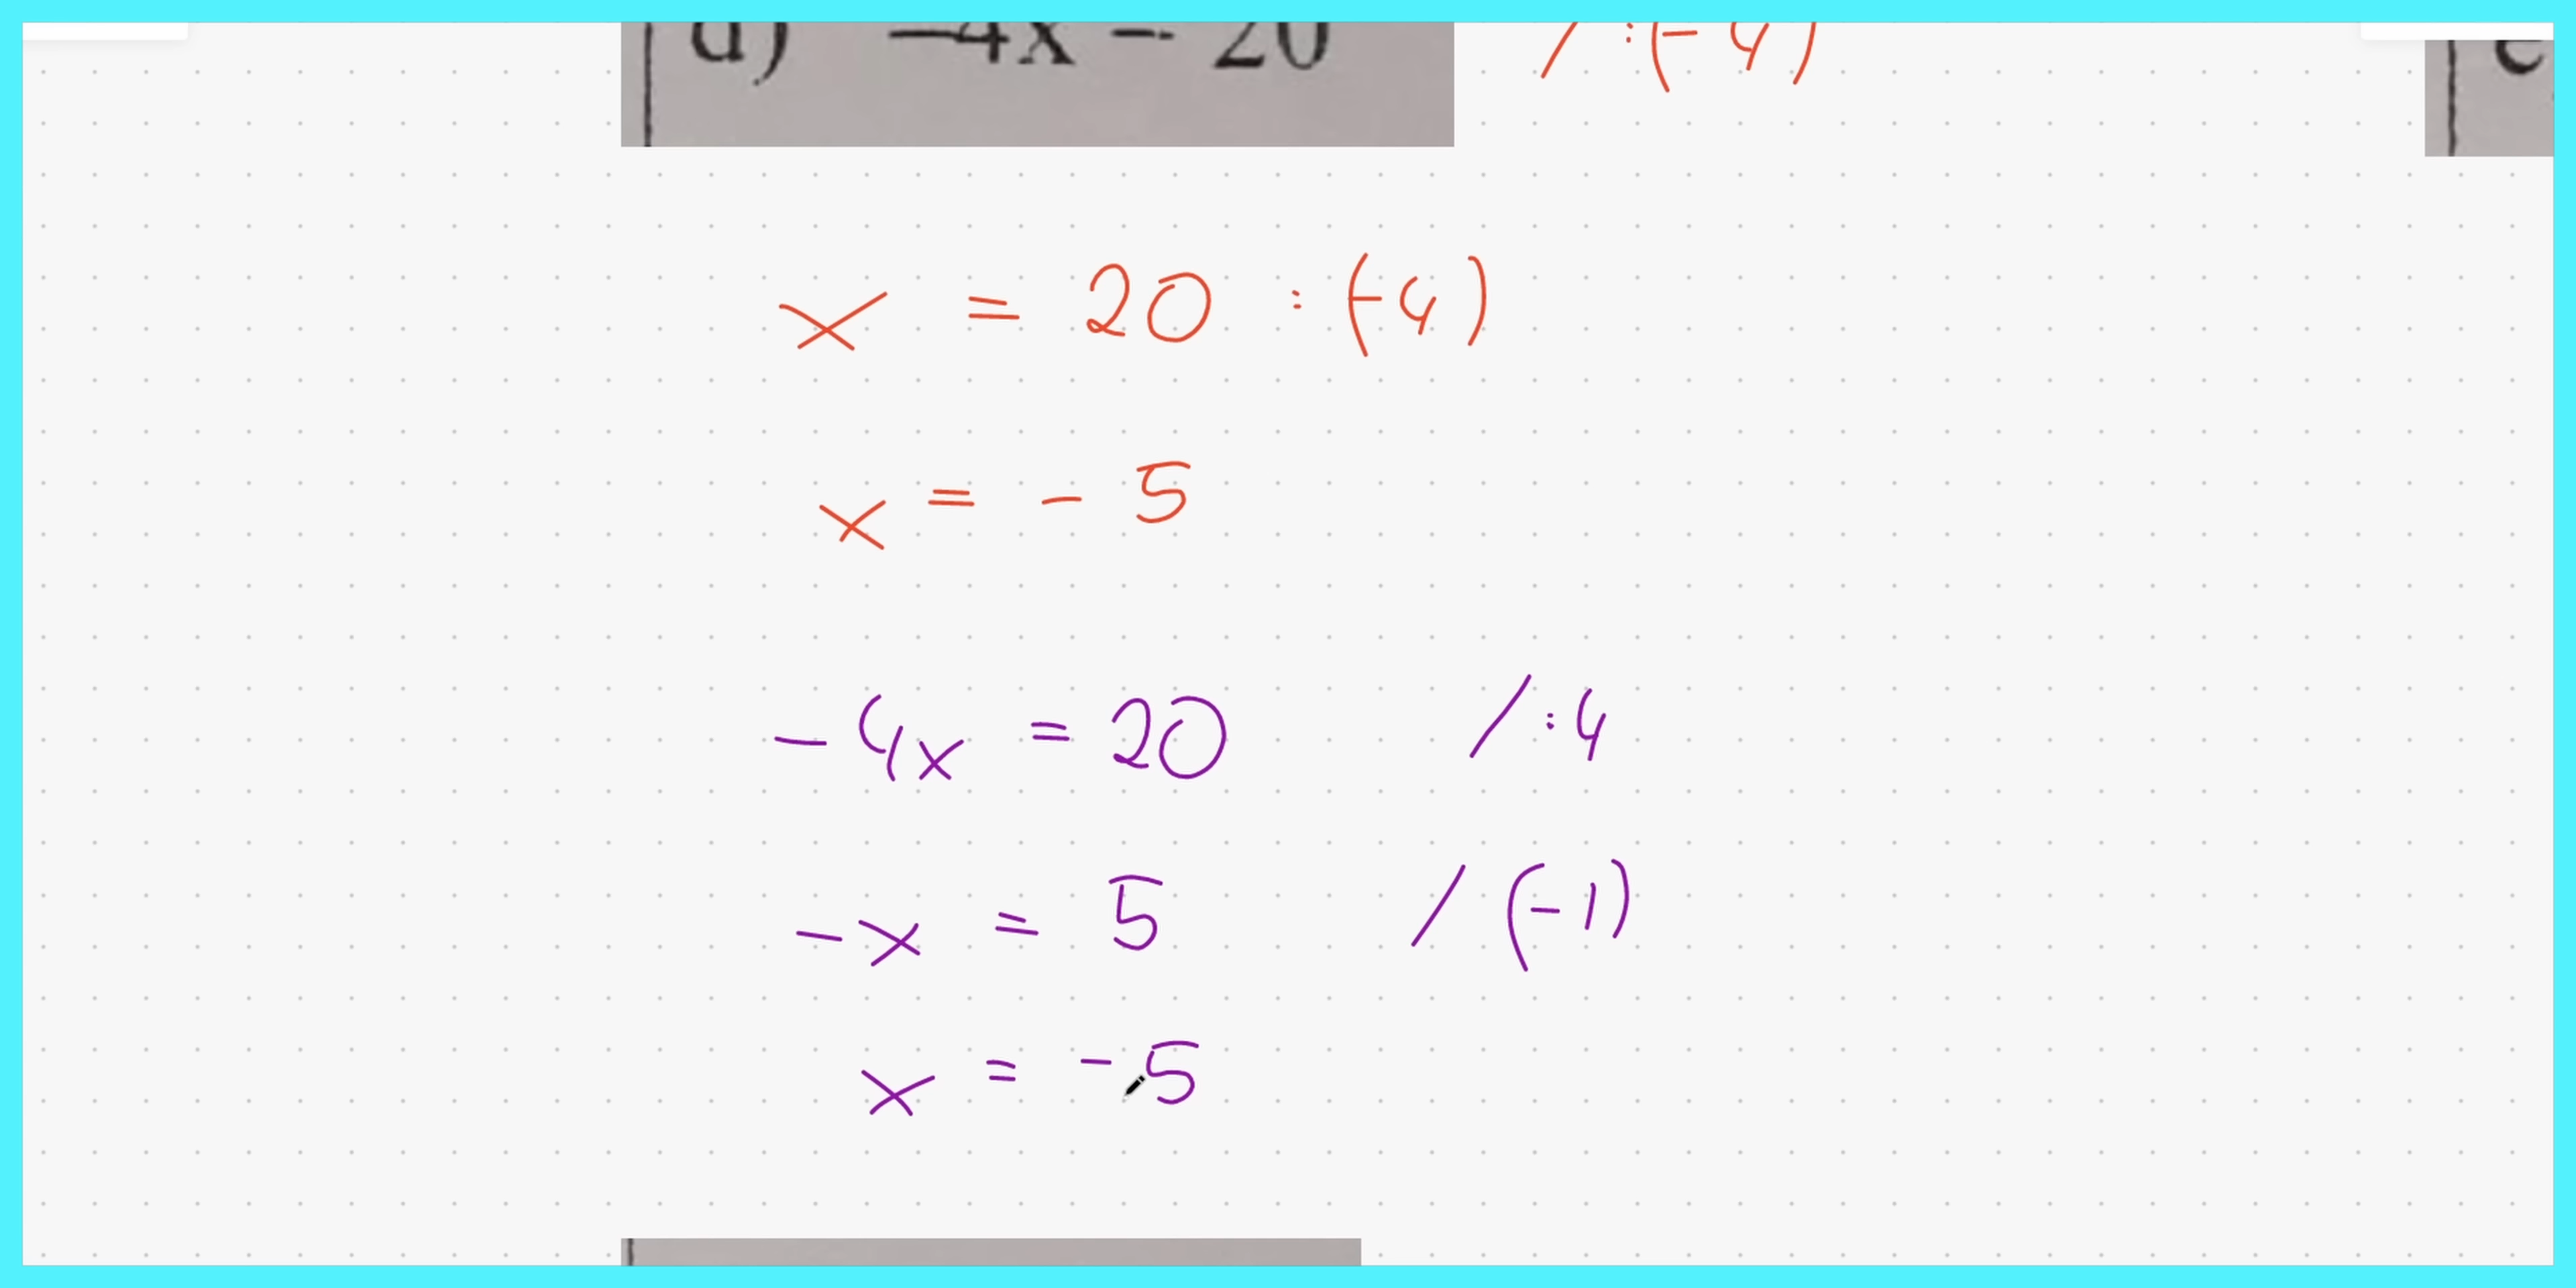 d) −4x = 20 / : (−4)
x = 20 : (−4)
x = − 5
− 4x = 20 / : 4
− x = 5 / (−1)
x = −5